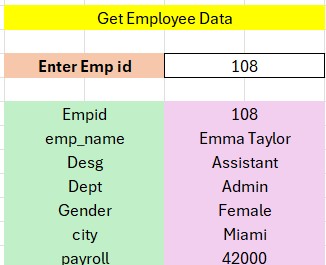 Get Employee Data
Enter Emp id 108
Empid 108
emp_name Emma Taylor
Desg Assistant
Dept Admin
Gender Female
city Miami
payroll 42000